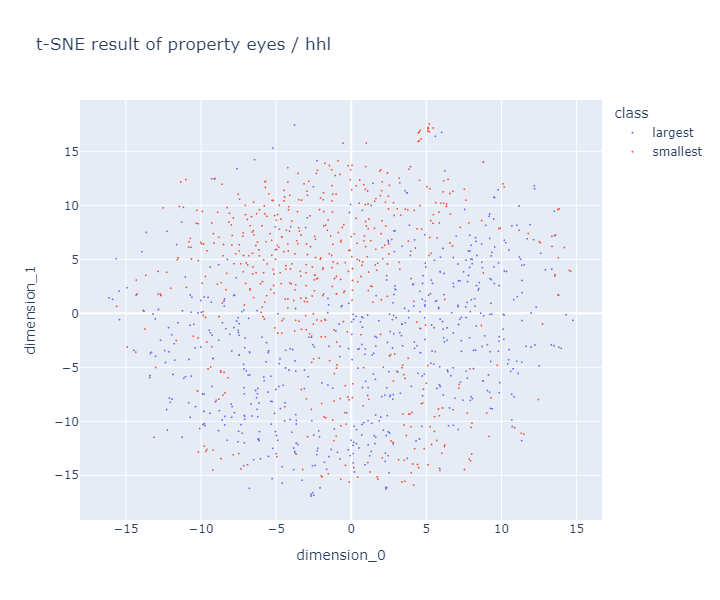 t-SNE result of property eyes / hhl
class
largest
smallest
15
10
5
0
−5
−10
−15
dimension_1
−15 −10 −5 0 5 10 15
dimension_0